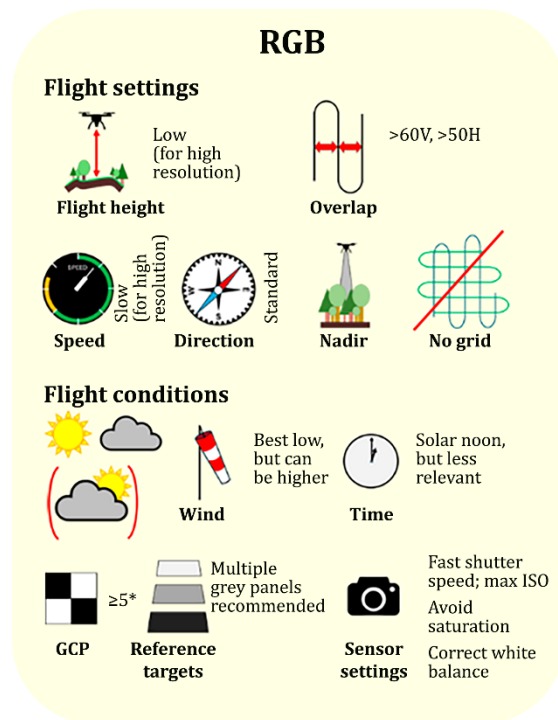 RGB
Flight settings
Low
(for high
resolution)
Flight height
>60V, >50H
Overlap
SPEED
Slow
(for high
resolution)
Speed
N
E
S
W
Standard
Direction
Nadir
No grid
Flight conditions
Best low,
but can
be higher
Wind
Solar noon,
but less
relevant
Time
≥5*
GCP
Multiple
grey panels
recommended
Reference
targets
Fast shutter
speed; max ISO
Avoid
saturation
Correct white
balance
Sensor
settings